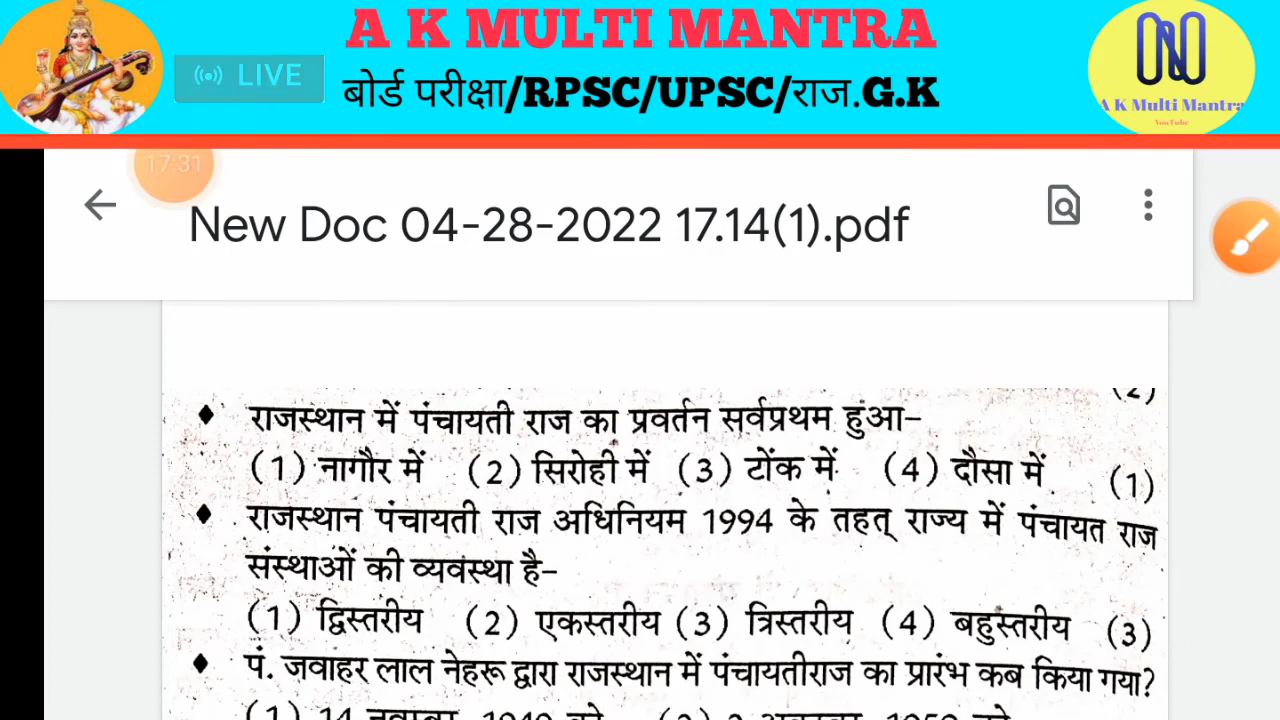 A K MULTI MANTRA
LIVE
बोर्ड परीक्षा/RPSC/UPSC/राज.G.K
A K Multi Mantra
YouTube
17:31
New Doc 04-28-2022 17.14(1).pdf
(2)
♦ राजस्थान में पंचायती राज का प्रवर्तन सर्वप्रथम हुआ–
(1) नागौर में (2) सिरोही में (3) टोंक में (4) दौसा में (1)
♦ राजस्थान पंचायती राज अधिनियम 1994 के तहत् राज्य में पंचायत राज
संस्थाओं की व्यवस्था है–
(1) द्विस्तरीय (2) एकस्तरीय (3) त्रिस्तरीय (4) बहुस्तरीय (3)
♦ पं. जवाहर लाल नेहरू द्वारा राजस्थान में पंचायतीराज का प्रारंभ कब किया गया?